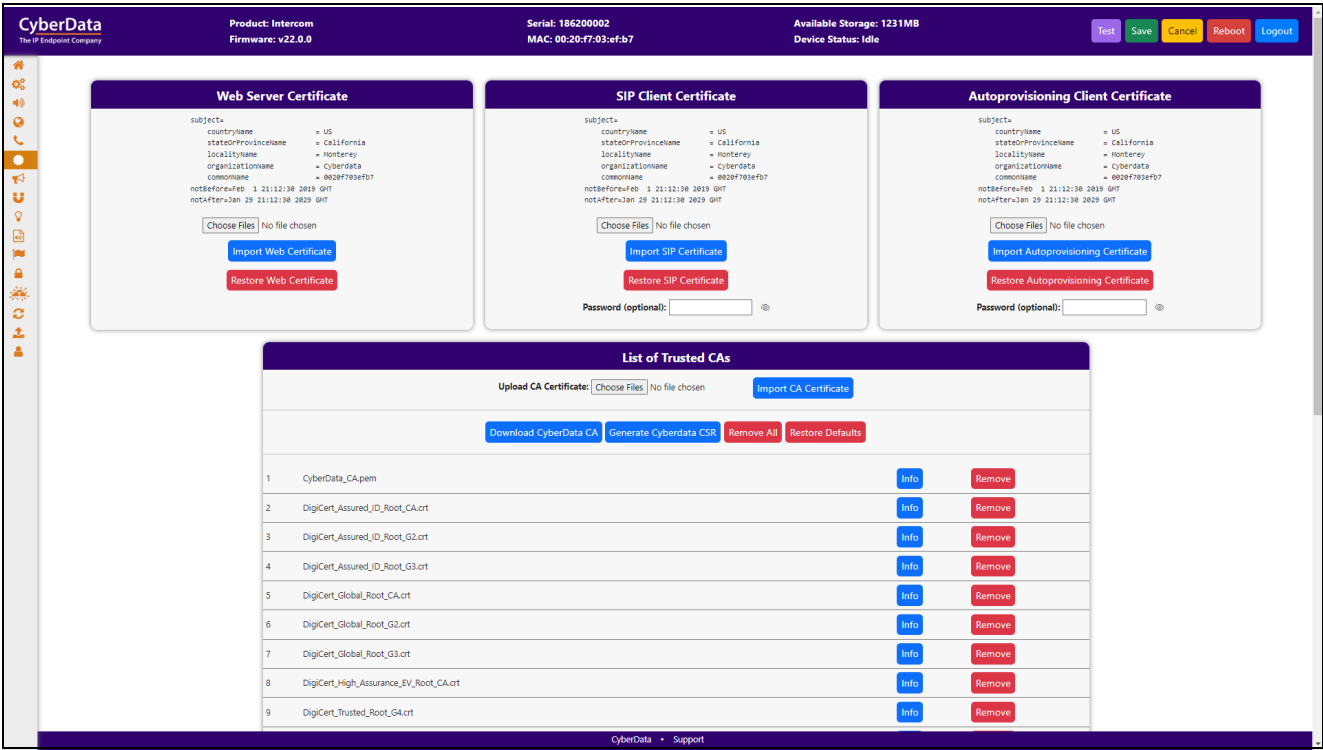 CyberData
The IP Endpoint Company
Product: Intercom
Firmware: v22.0.0
Serial: 186200002
MAC: 00:20:f7:03:ef:b7
Available Storage: 1231MB
Device Status: Idle
Test Save Cancel Reboot Logout
Web Server Certificate
subject=
countryName = US
stateOrProvinceName = California
localityName = Monterey
organizationName = Cyberdata
commonName = 0020f703efb7
notBefore=Feb 1 21:12:30 2019 GMT
notAfter=Jan 29 21:12:30 2029 GMT
Choose Files No file chosen
Import Web Certificate
Restore Web Certificate
SIP Client Certificate
subject=
countryName = US
stateOrProvinceName = California
localityName = Monterey
organizationName = Cyberdata
commonName = 0020f703efb7
notBefore=Feb 1 21:12:30 2019 GMT
notAfter=Jan 29 21:12:30 2029 GMT
Choose Files No file chosen
Import SIP Certificate
Restore SIP Certificate
Password (optional):
Autoprovisioning Client Certificate
subject=
countryName = US
stateOrProvinceName = California
localityName = Monterey
organizationName = Cyberdata
commonName = 0020f703efb7
notBefore=Feb 1 21:12:30 2019 GMT
notAfter=Jan 29 21:12:30 2029 GMT
Choose Files No file chosen
Import Autoprovisioning Certificate
Restore Autoprovisioning Certificate
Password (optional):
List of Trusted CAs
Upload CA Certificate: Choose Files No file chosen Import CA Certificate
Download CyberData CA Generate Cyberdata CSR Remove All Restore Defaults
1 CyberData_CA.pem Info Remove
2 DigiCert_Assured_ID_Root_CA.crt Info Remove
3 DigiCert_Assured_ID_Root_G2.crt Info Remove
4 DigiCert_Assured_ID_Root_G3.crt Info Remove
5 DigiCert_Global_Root_CA.crt Info Remove
6 DigiCert_Global_Root_G2.crt Info Remove
7 DigiCert_Global_Root_G3.crt Info Remove
8 DigiCert_High_Assurance_EV_Root_CA.crt Info Remove
9 DigiCert_Trusted_Root_G4.crt Info Remove
CyberData • Support